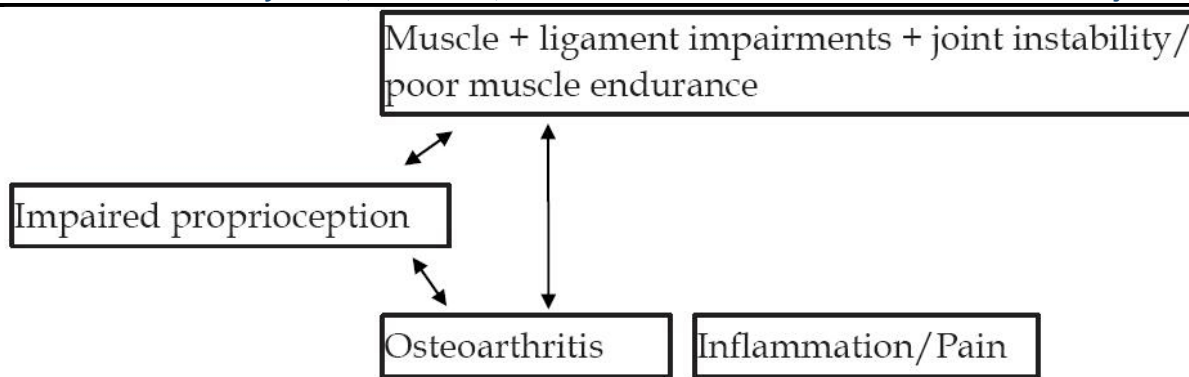 Muscle + ligament impairments + joint instability/
poor muscle endurance
Impaired proprioception
Osteoarthritis
Inflammation/Pain